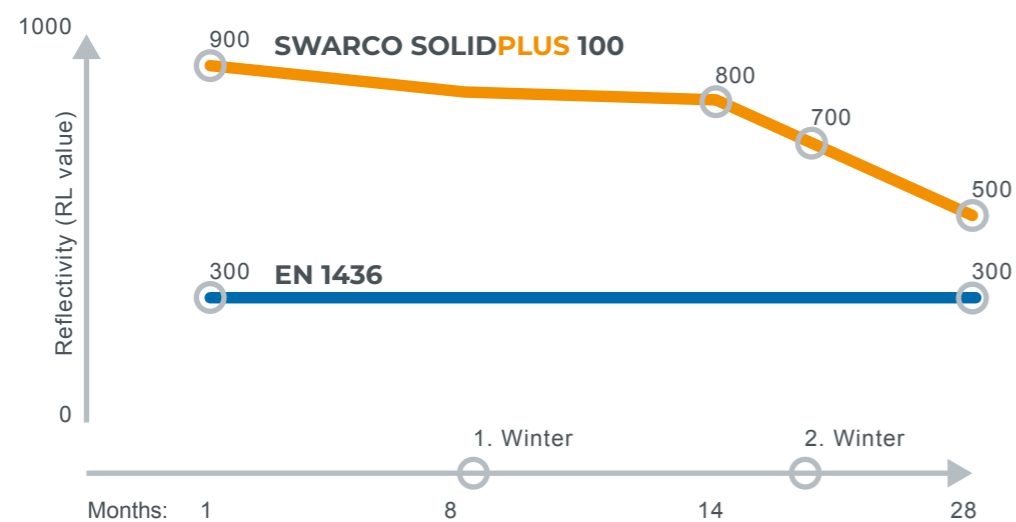 1000
900 SWARCO SOLIDPLUS 100
800
700
500
Reflectivity (RL value)
300 EN 1436
300
0
1. Winter 2. Winter
Months: 1 8 14 28